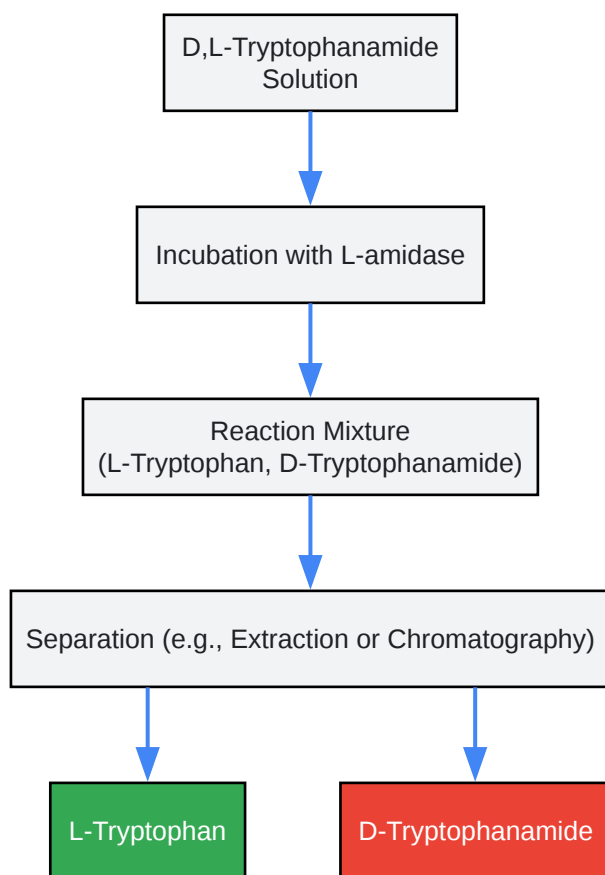 D,L-Tryptophanamide
Solution
Incubation with L-amidase
Reaction Mixture
(L-Tryptophan, D-Tryptophanamide)
Separation (e.g., Extraction or Chromatography)
L-Tryptophan
D-Tryptophanamide